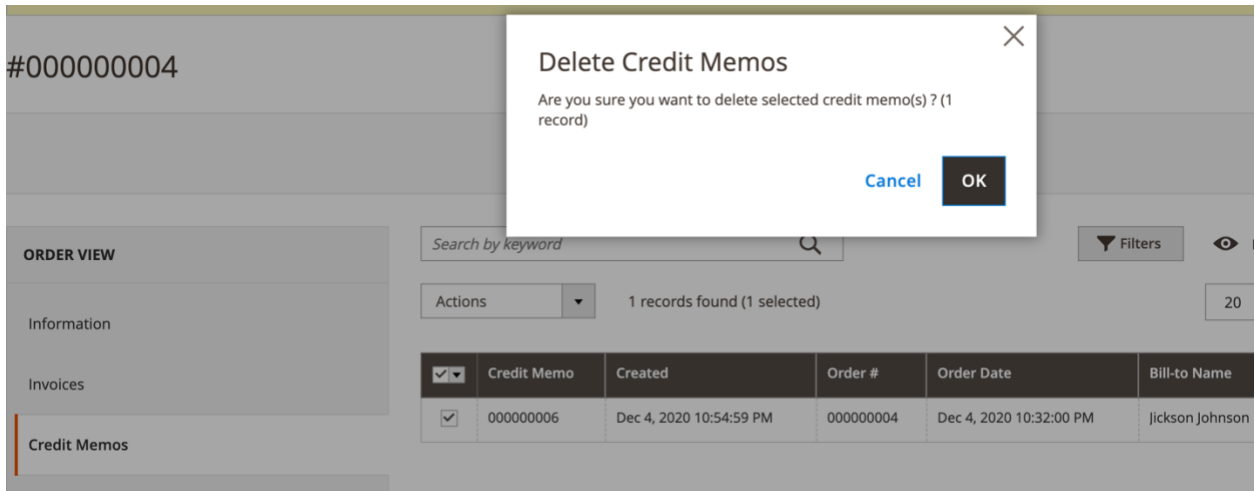 #000000004
Delete Credit Memos
Are you sure you want to delete selected credit memo(s) ? (1
record)
Cancel OK
ORDER VIEW
Information
Invoices
Credit Memos
Search by keyword
Filters
Actions
1 records found (1 selected)
20
Credit Memo Created Order # Order Date Bill-to Name
000000006 Dec 4, 2020 10:54:59 PM 000000004 Dec 4, 2020 10:32:00 PM Jickson Johnson